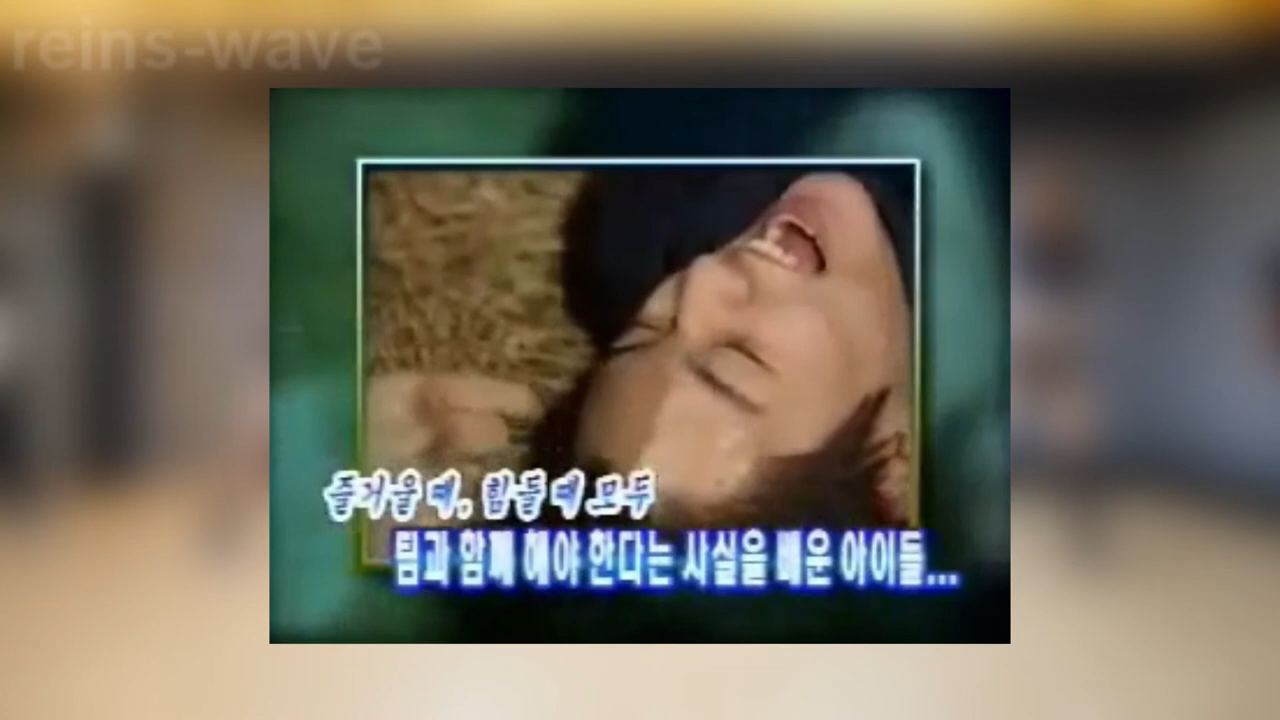 reins-wave
즐거울 때, 힘들 때 모두
팀과 함께 해야 한다는 사실을 배운 아이들...